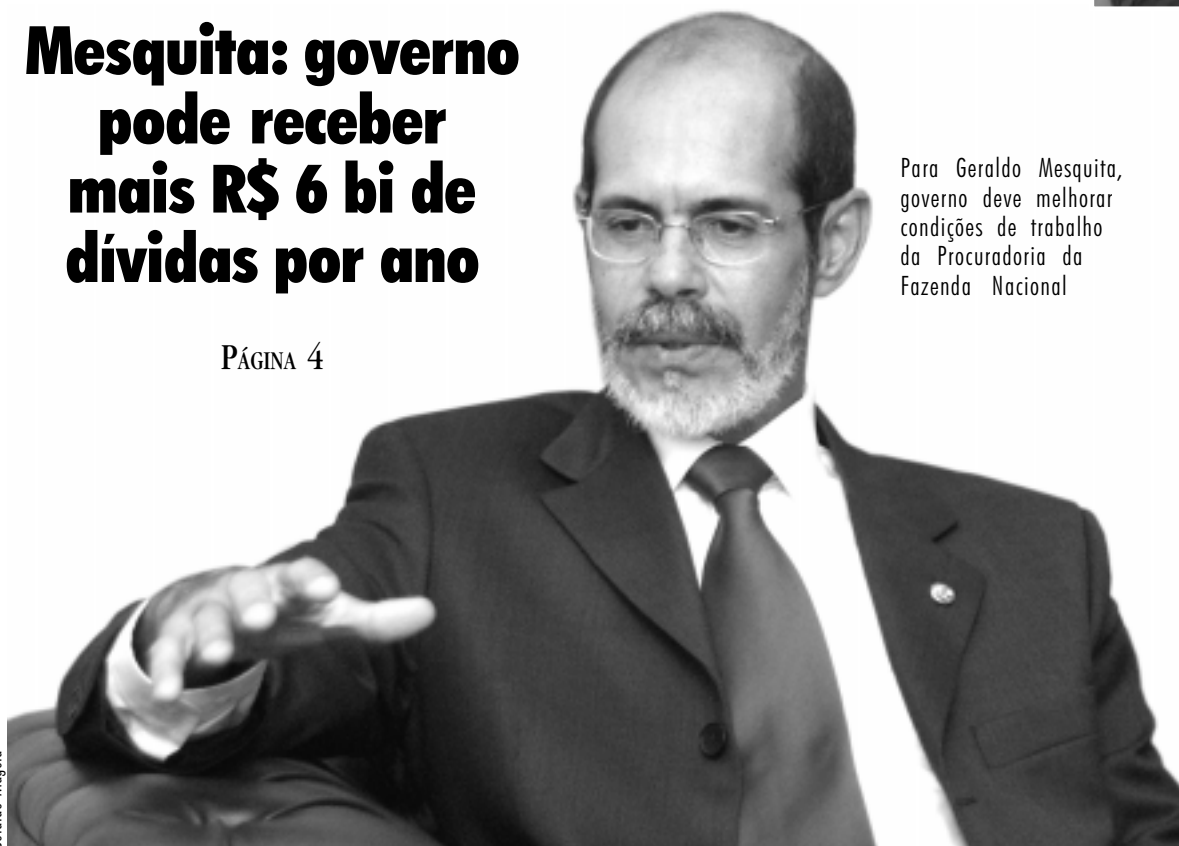 Mesquita: governo
pode receber
mais R$ 6 bi de
dívidas por ano
PÁGINA 4
Para Geraldo Mesquita,
governo deve melhorar
condições de trabalho
da Procuradoria da
Fazenda Nacional